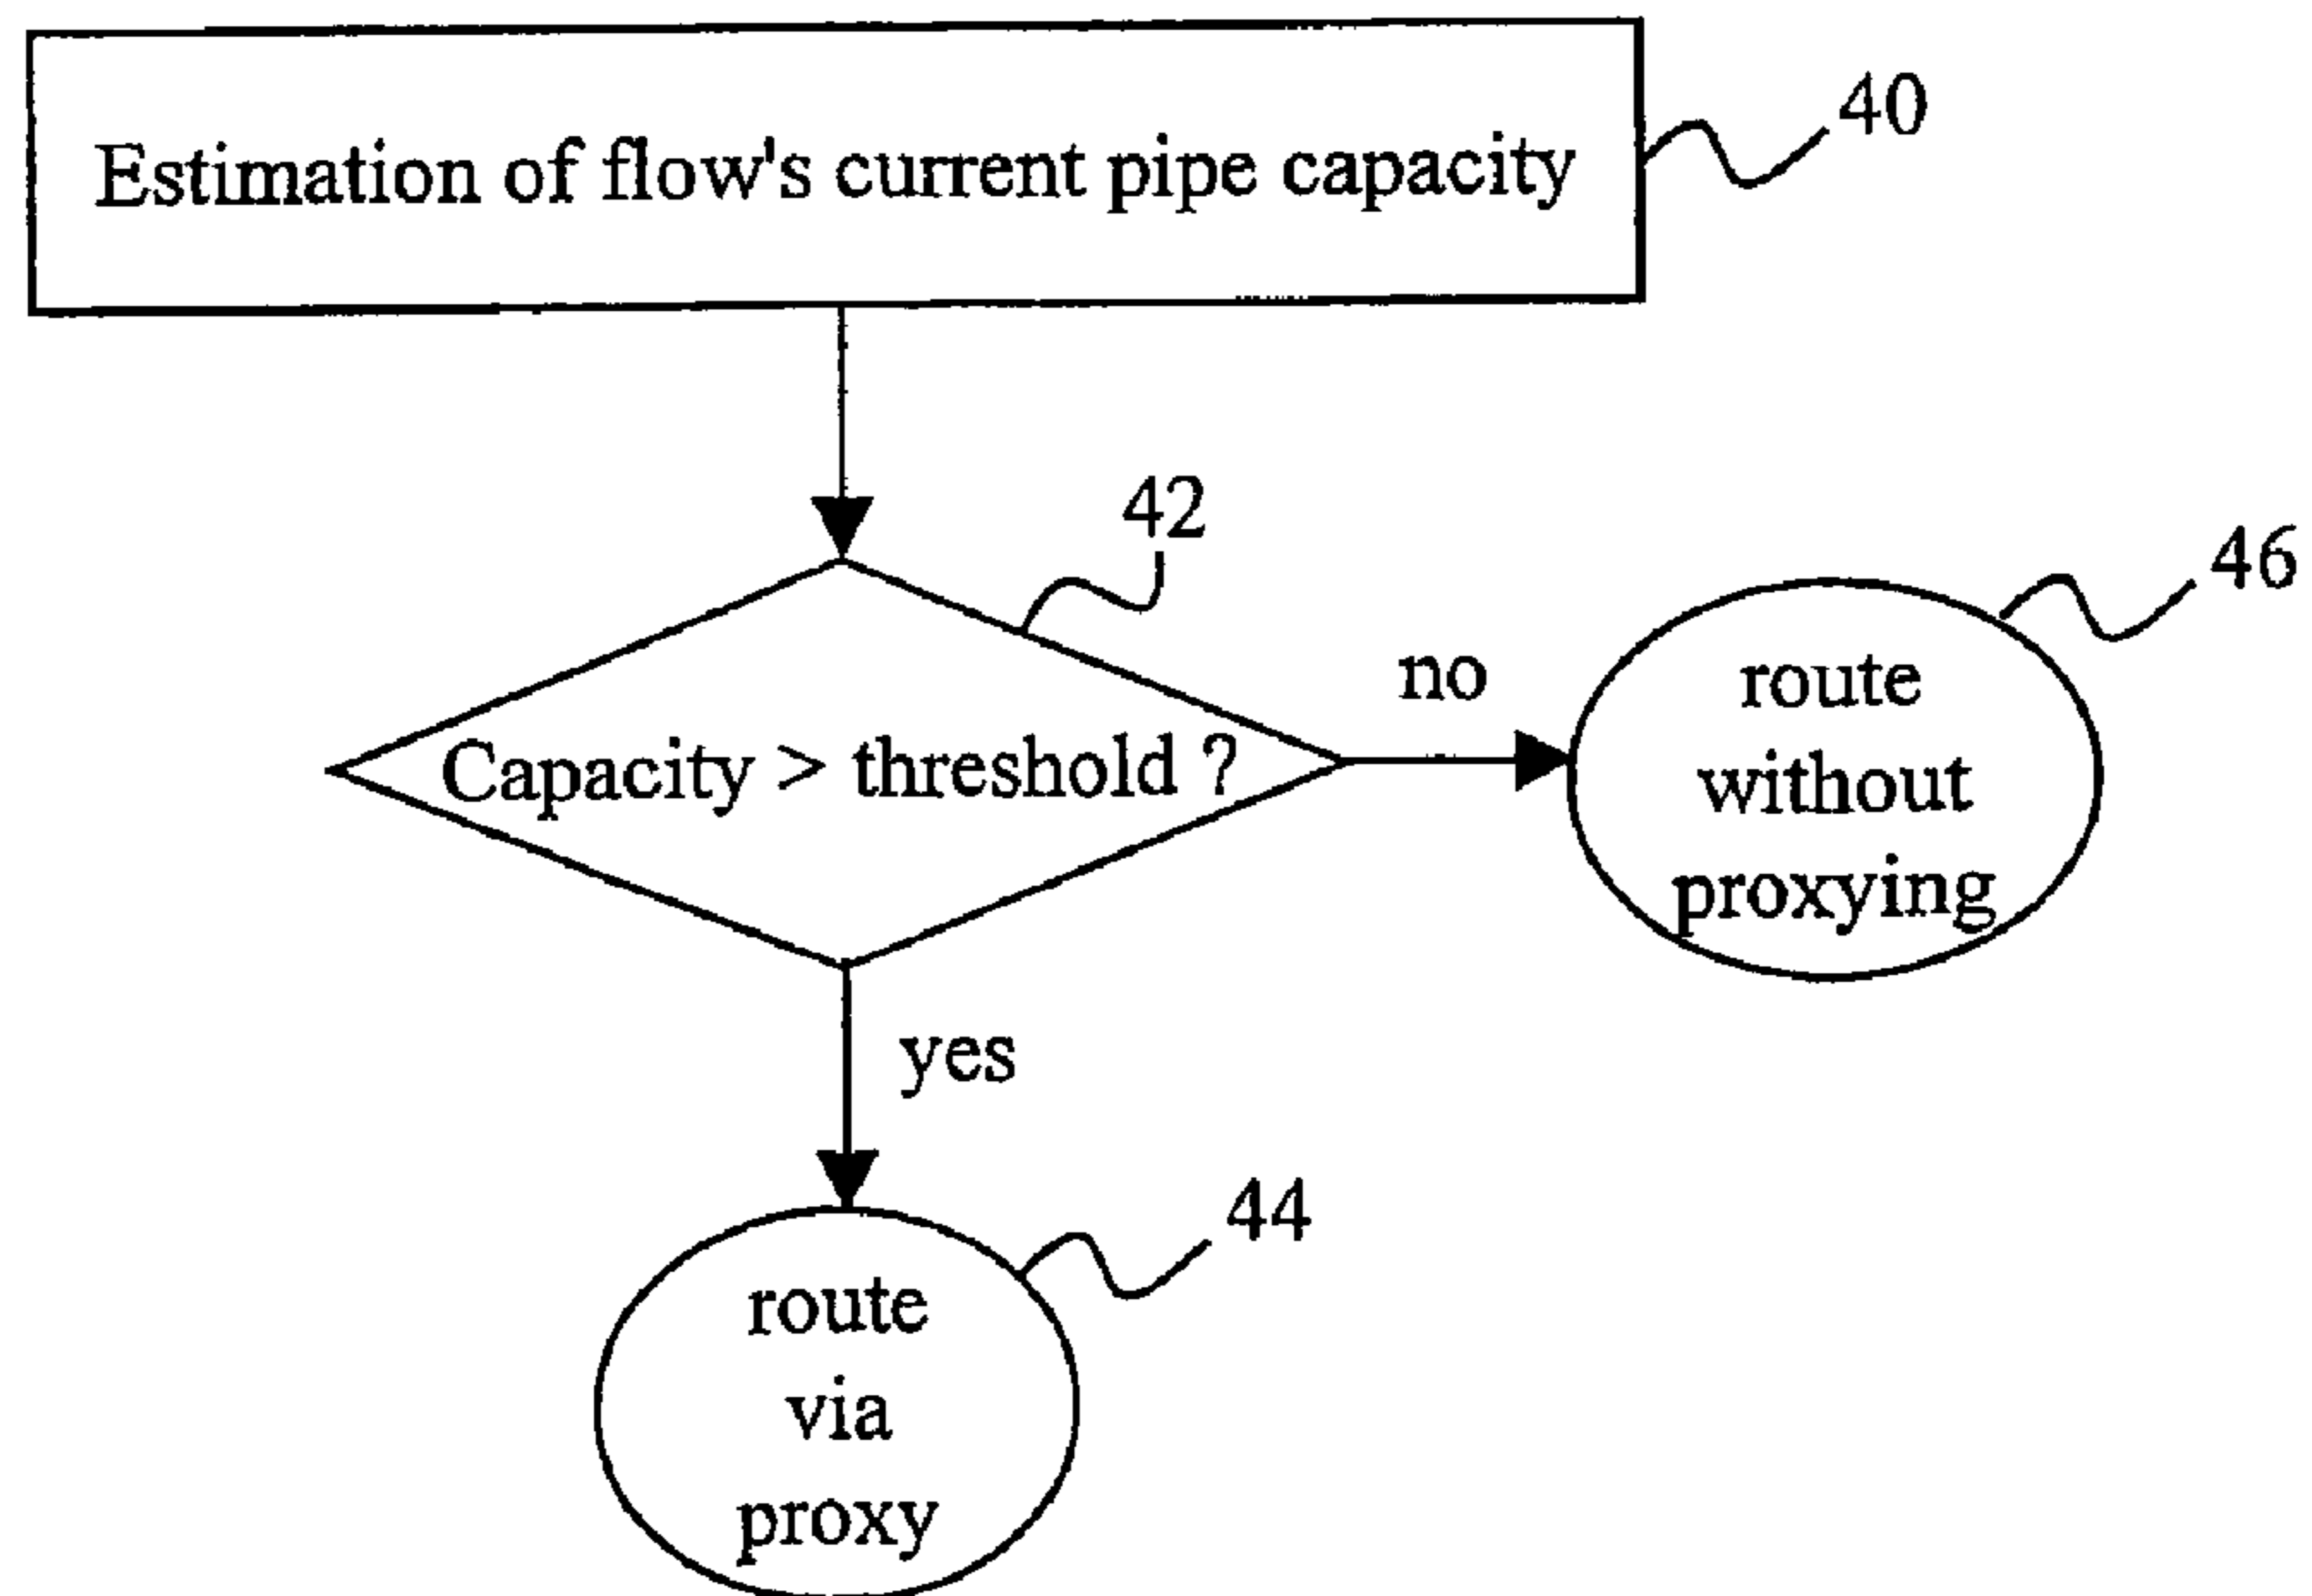 Estimation of flow's current pipe capacity
40
42
Capacity > threshold ?
no
46
route
without
proxying
yes
44
route
via
proxy